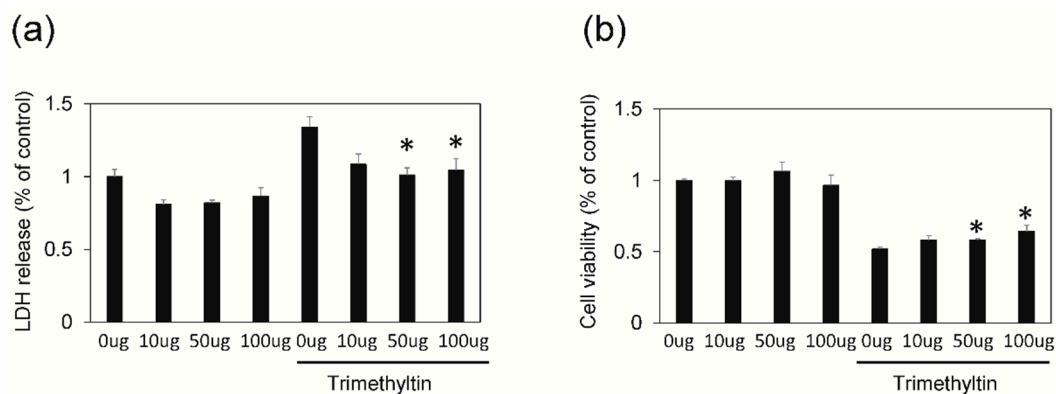 (a)
LDH release (% of control)
1.5
1
0.5
0
* *
0ug 10ug 50ug 100ug 0ug 10ug 50ug 100ug
Trimethyltin
(b)
Cell viability (% of control)
1.5
1
0.5
0
* *
0ug 10ug 50ug 100ug 0ug 10ug 50ug 100ug
Trimethyltin